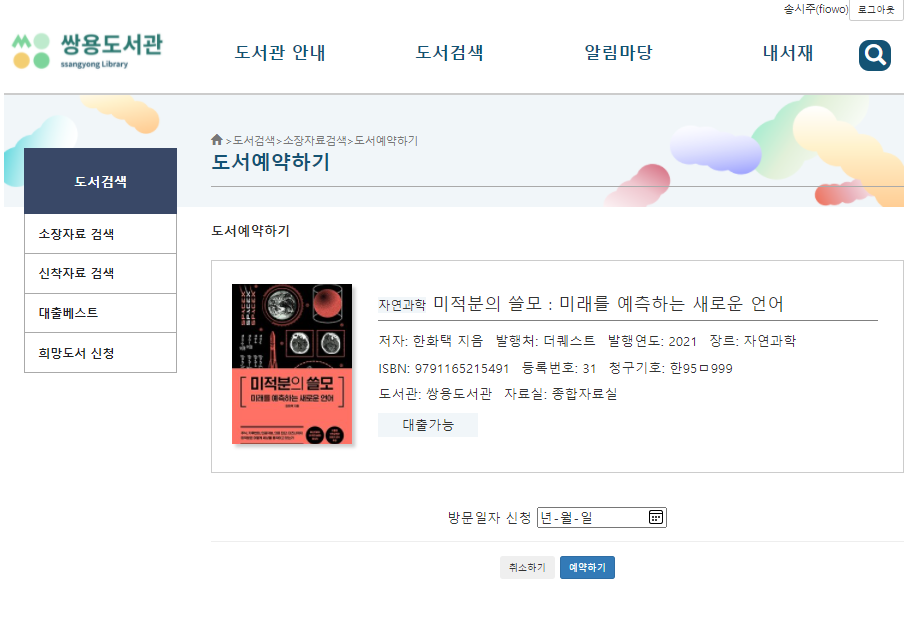 송시주(fiowo) 로그아웃
쌍용도서관
ssangyong Library
도서관 안내 도서검색 알림마당 내서재
>도서검색>소장자료검색>도서예약하기
도서예약하기
도서검색
소장자료 검색
신착자료 검색
대출베스트
희망도서 신청
도서예약하기
SPACEX SPACEX
미적분의 쓸모
미래를 예측하는 새로운 언어
자연과학 미적분의 쓸모 : 미래를 예측하는 새로운 언어
저자: 한화택 지음 발행처: 더퀘스트 발행연도: 2021 장르: 자연과학
ISBN: 9791165215491 등록번호: 31 청구기호: 한95ㅁ999
도서관: 쌍용도서관 자료실: 종합자료실
대출가능
방문일자 신청 년-월-일
취소하기 예약하기